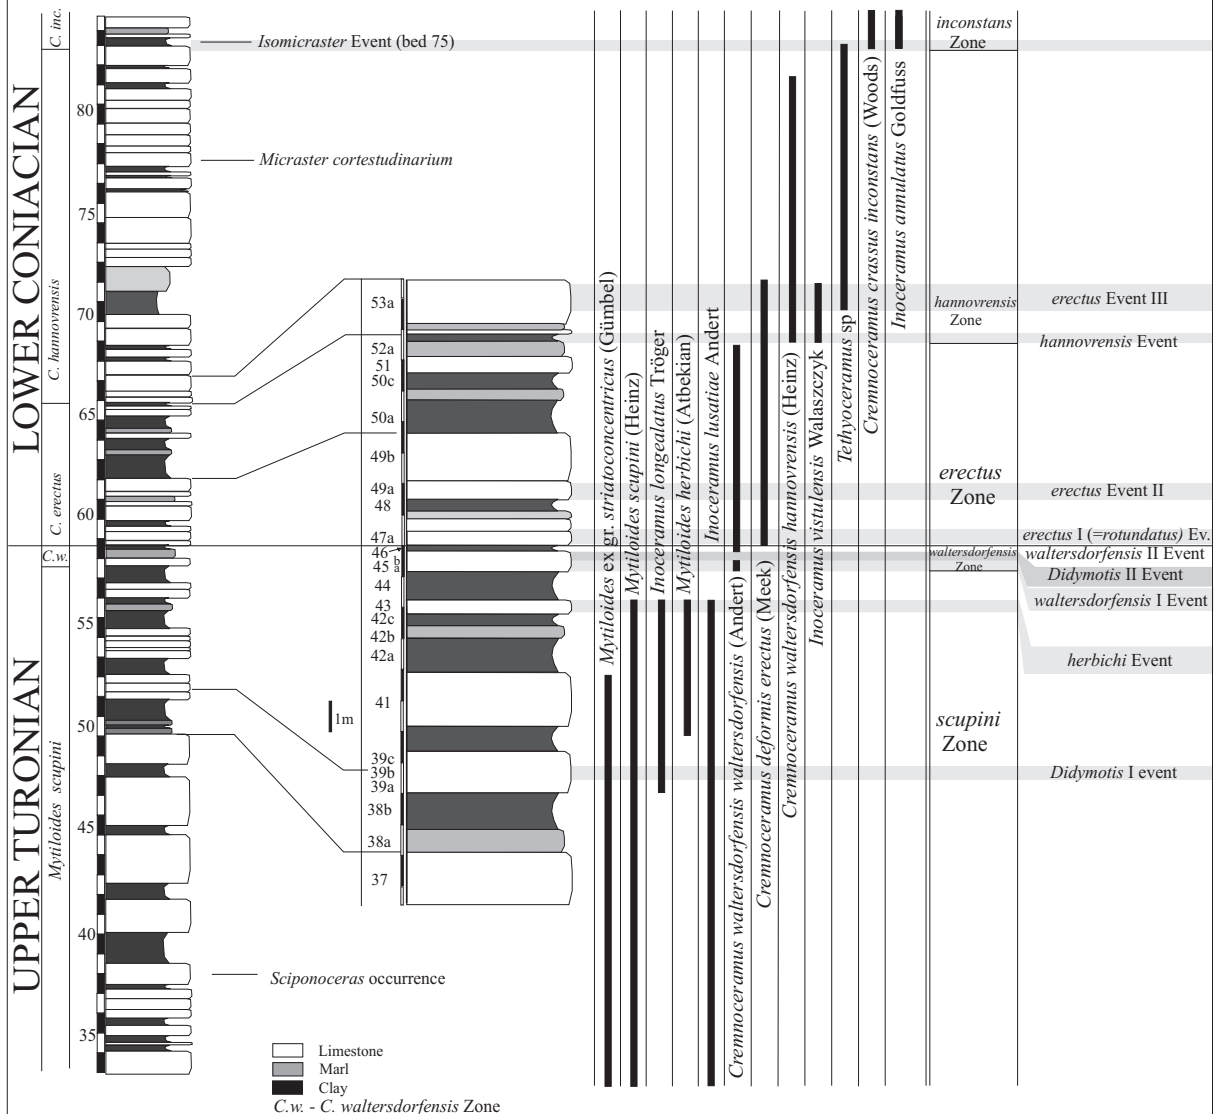 LOWER CONIACIAN
UPPER TURONIAN
C. inc.
C. hannovrensis
C. erectus
C.w.
Mytiloides scupini
80
75
70
65
60
55
50
45
40
35
Isomicraster Event (bed 75)
Micraster cortestudinarium
Sciponoceras occurrence
53a
52a
51
50c
50a
49b
49a
48
47a
46
b
45
a
44
43
42c
42b
42a
41
39c
39b
39a
38b
38a
37
1m
Mytiloides ex gr. striatoconcentricus (Gümbel)
Mytiloides scupini (Heinz)
Inoceramus longealatus Tröger
Mytiloides herbichi (Atbekian)
Inoceramus lusatiae Andert
Cremnoceramus waltersdorfensis waltersdorfensis (Andert)
Cremnoceramus deformis erectus (Meek)
Cremnoceramus waltersdorfensis hannovrensis (Heinz)
Inoceramus vistulensis Walaszczyk
Tethyoceramus sp
Cremnoceramus crassus inconstans (Woods)
Inoceramus annulatus Goldfuss
inconstans
Zone
hannovrensis
Zone
erectus
Zone
waltersdorfensis
Zone
scupini
Zone
erectus Event III
hannovrensis Event
erectus Event II
erectus I (=rotundatus) Ev.
waltersdorfensis II Event
Didymotis II Event
waltersdorfensis I Event
herbichi Event
Didymotis I event
Limestone
Marl
Clay
C.w. - C. waltersdorfensis Zone